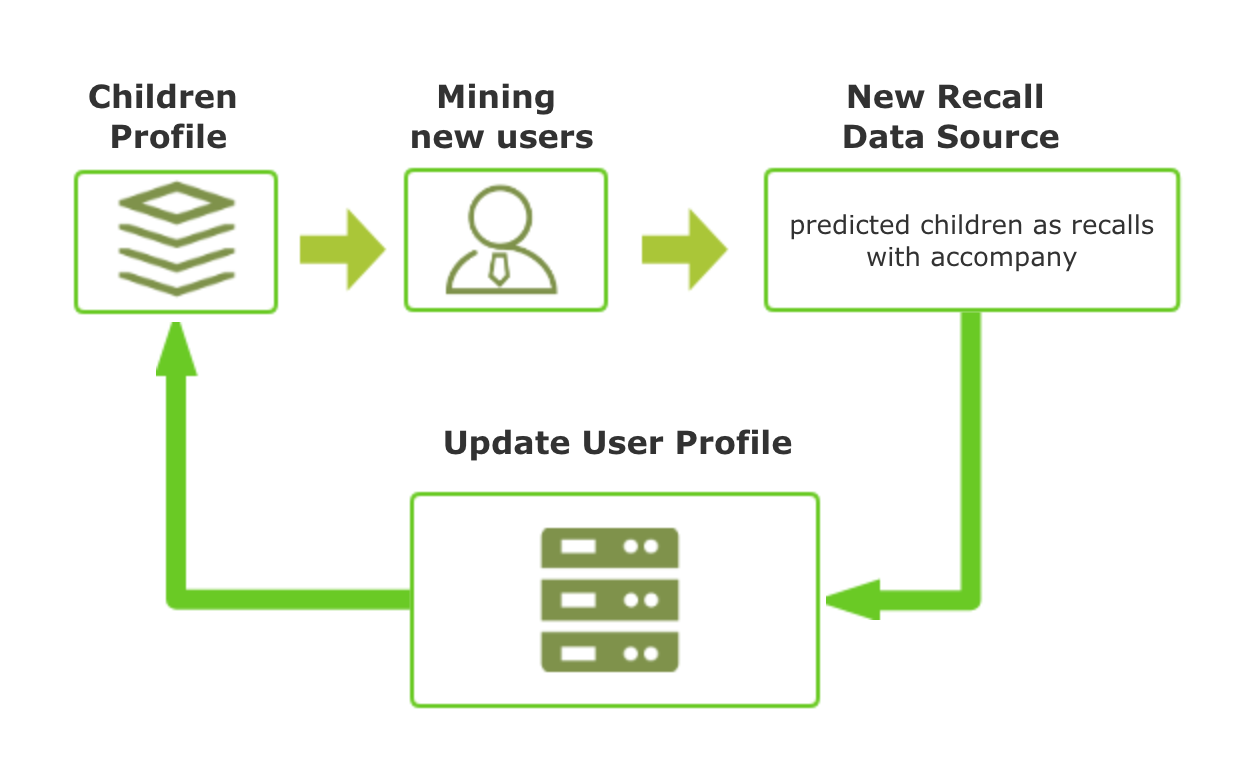 Children
Profile
Mining
new users
New Recall
Data Source
predicted children as recalls
with accompany
Update User Profile